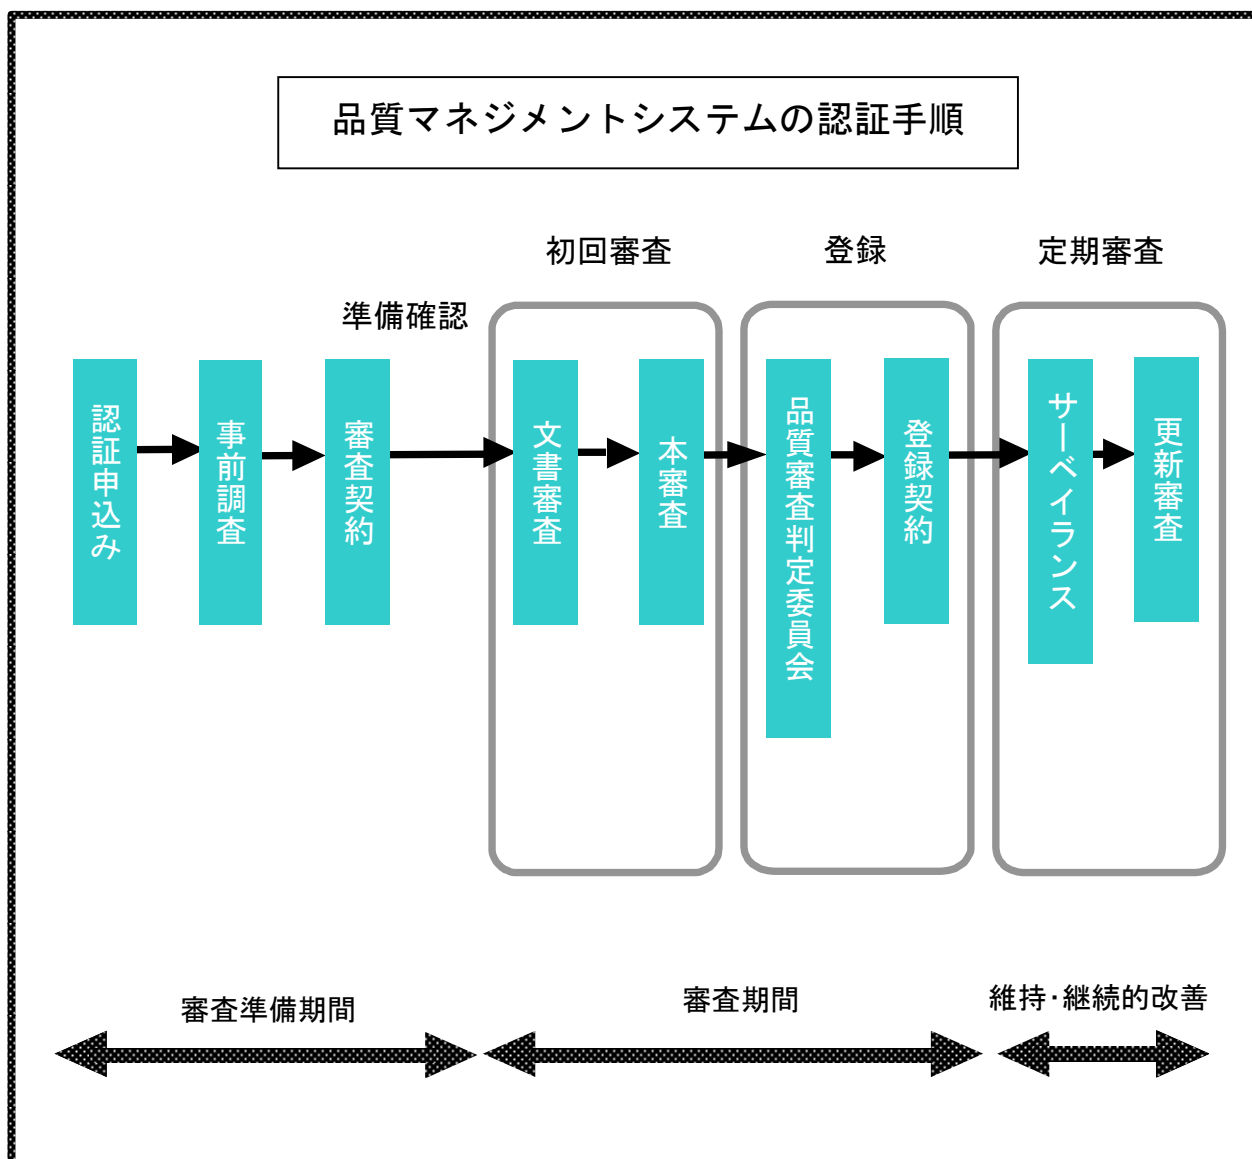 品質マネジメントシステムの認証手順
初回審査
登録
定期審査
準備確認
認証申込み
事前調査
審査契約
文書審査
本審査
品質審査判定委員会
登録契約
サーベイランス
更新審査
審査準備期間
審査期間
維持・継続的改善